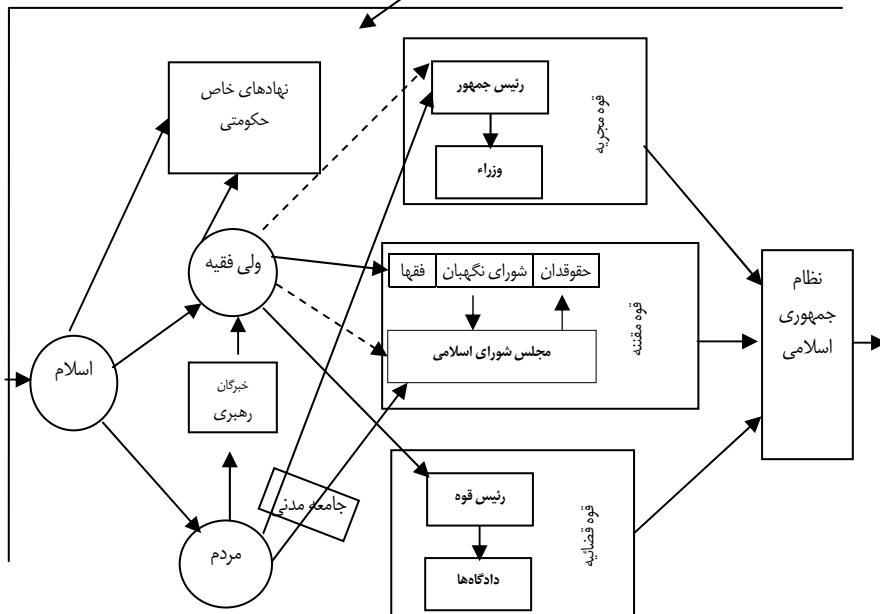 نهادهای خاص
حکومتی
رئیس جمهور
وزراء
قوه مجریه
ولی فقیه
فقها
شورای نگهبان
حقوقدان
مجلس شورای اسلامی
قوه مقننه
نظام
جمهوری
اسلامی
اسلام
خبرگان
رهبری
جامعه مدنی
مردم
رئیس قوه
دادگاه‌ها
قوه قضائیه